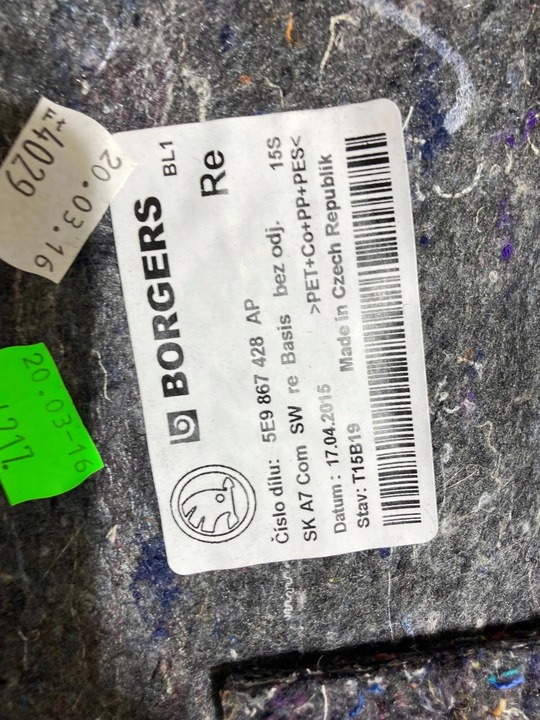 BORGERS BL1
Re
Číslo dílu: 5E9 867 428 AP 15S
SK A7 Com SW re Basis bez odj.
>PET+Co+PP+PES<
Datum: 17.04.2015 Made in Czech Republik
Stav: T15B19
4029
20.03.16
20.03-16
1217.